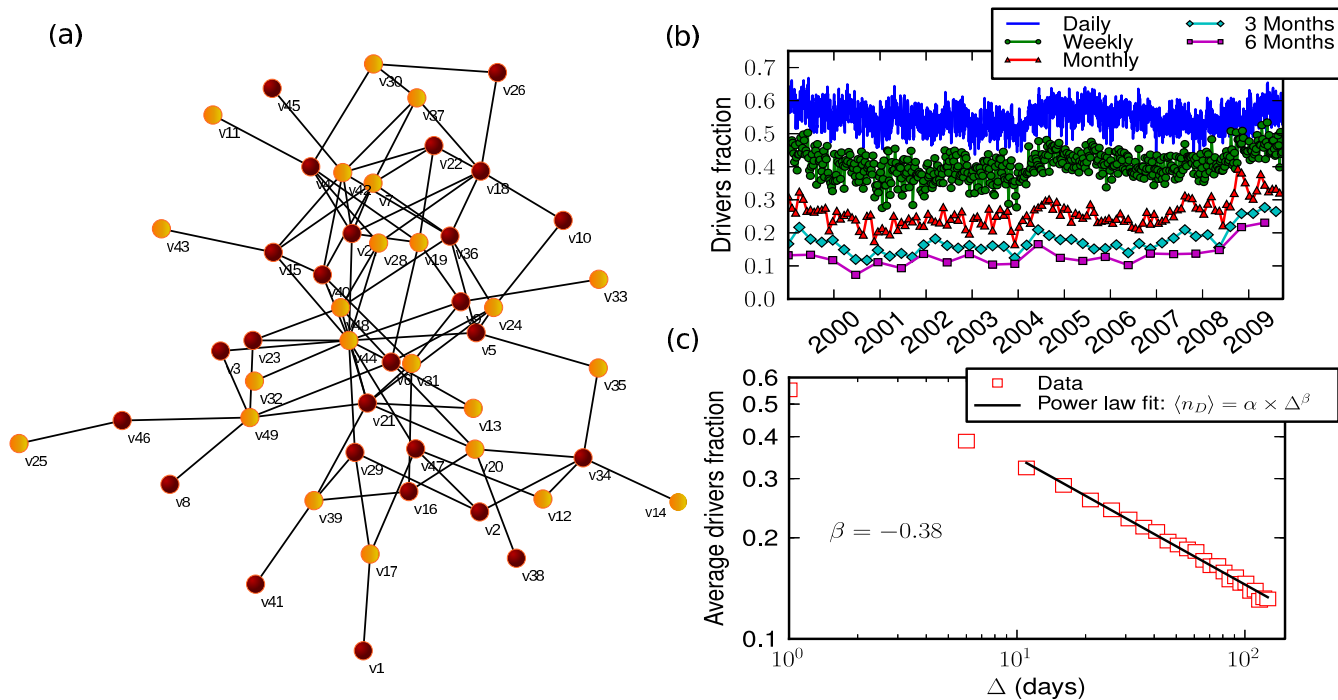 (a)
v30
v26
v45
v37
v11
v22
v4
v42
v18
v7
v10
v43
v2
v36
v15
v28
v19
v40
v33
v9
v24
v48
v5
v3
v23
v44
v6
v31
v35
v32
v49
v21
v13
v46
v25
v29
v47
v20
v34
v8
v39
v16
v12
v14
v2
v17
v38
v41
v1
(b)
Daily
Weekly
Monthly
3 Months
6 Months
Drivers fraction
0.7
0.6
0.5
0.4
0.3
0.2
0.1
0.0
2000 2001 2002 2003 2004 2005 2006 2007 2008 2009
(c)
Data
Power law fit: ⟨n_D⟩ = α × Δ^β
Average drivers fraction
0.6
0.5
0.4
0.3
0.2
0.1
β = −0.38
10^0 10^1 10^2
Δ (days)